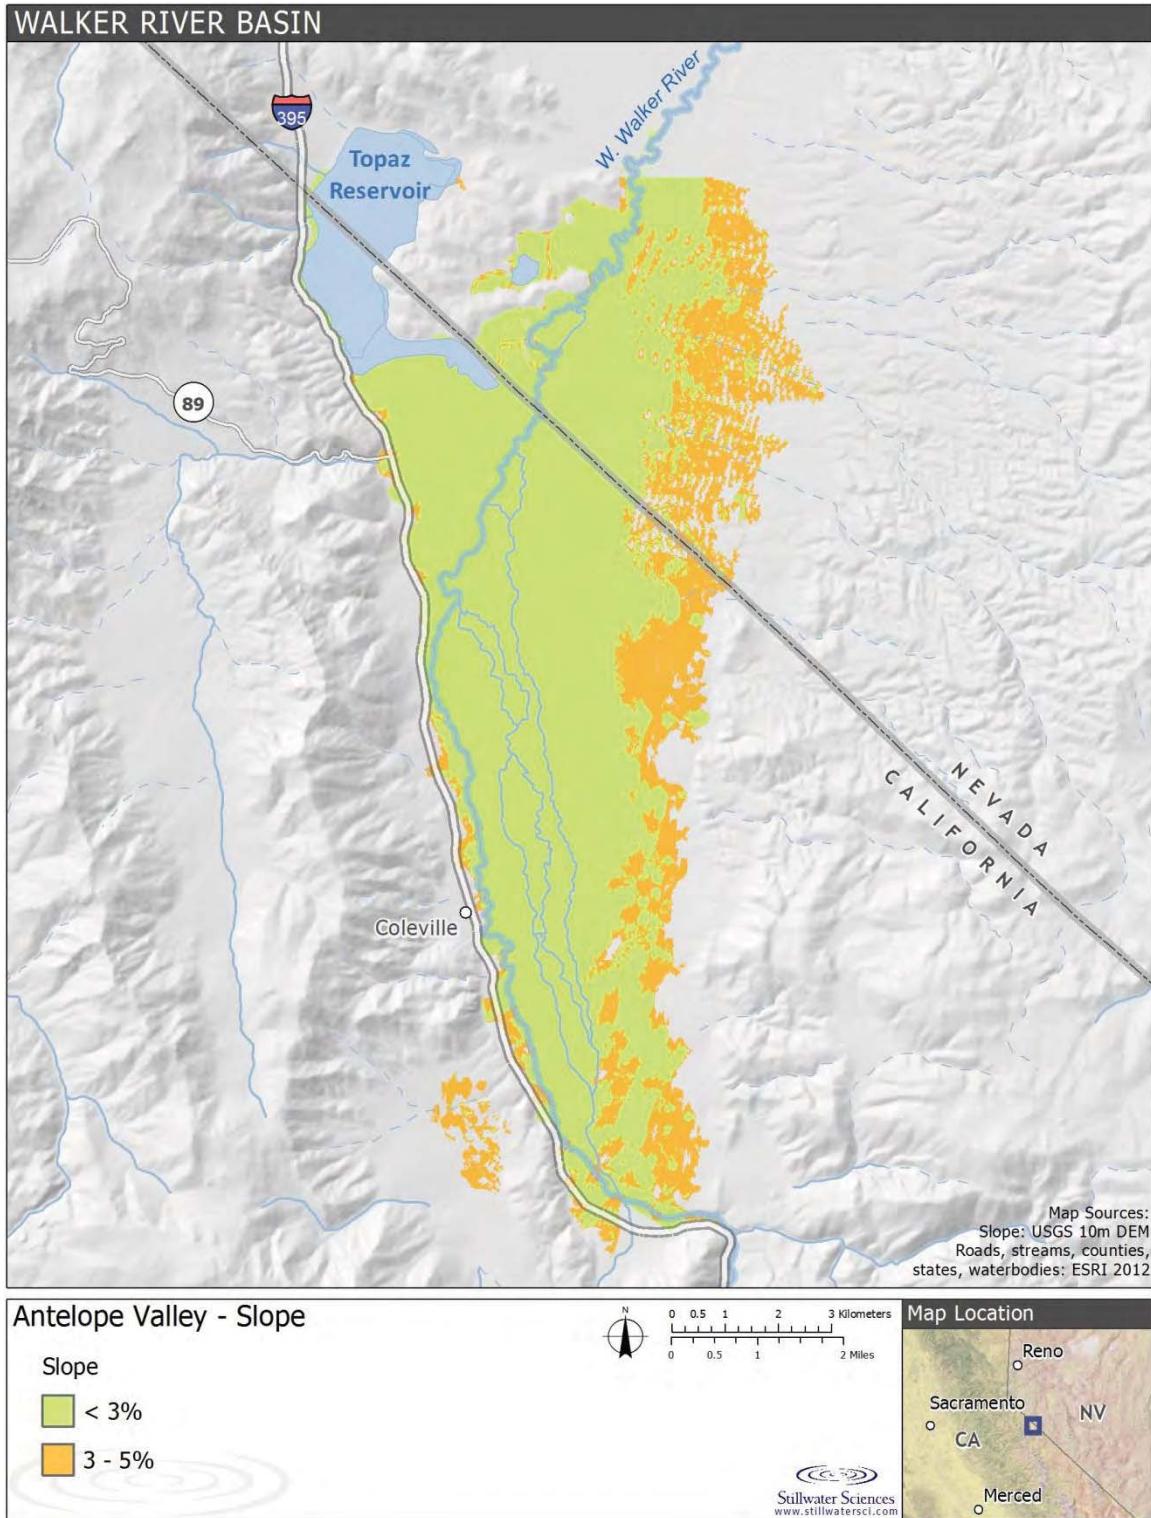 WALKER RIVER BASIN
395
W. Walker River
Topaz
Reservoir
89
NEVADA
CALIFORNIA
Coleville
Map Sources:
Slope: USGS 10m DEM
Roads, streams, counties,
states, waterbodies: ESRI 2012
Antelope Valley - Slope
Slope
< 3%
3 - 5%
N
0 0.5 1 2 3 Kilometers
0 0.5 1 2 Miles
Stillwater Sciences
www.stillwatersci.com
Map Location
Reno
Sacramento
NV
CA
Merced